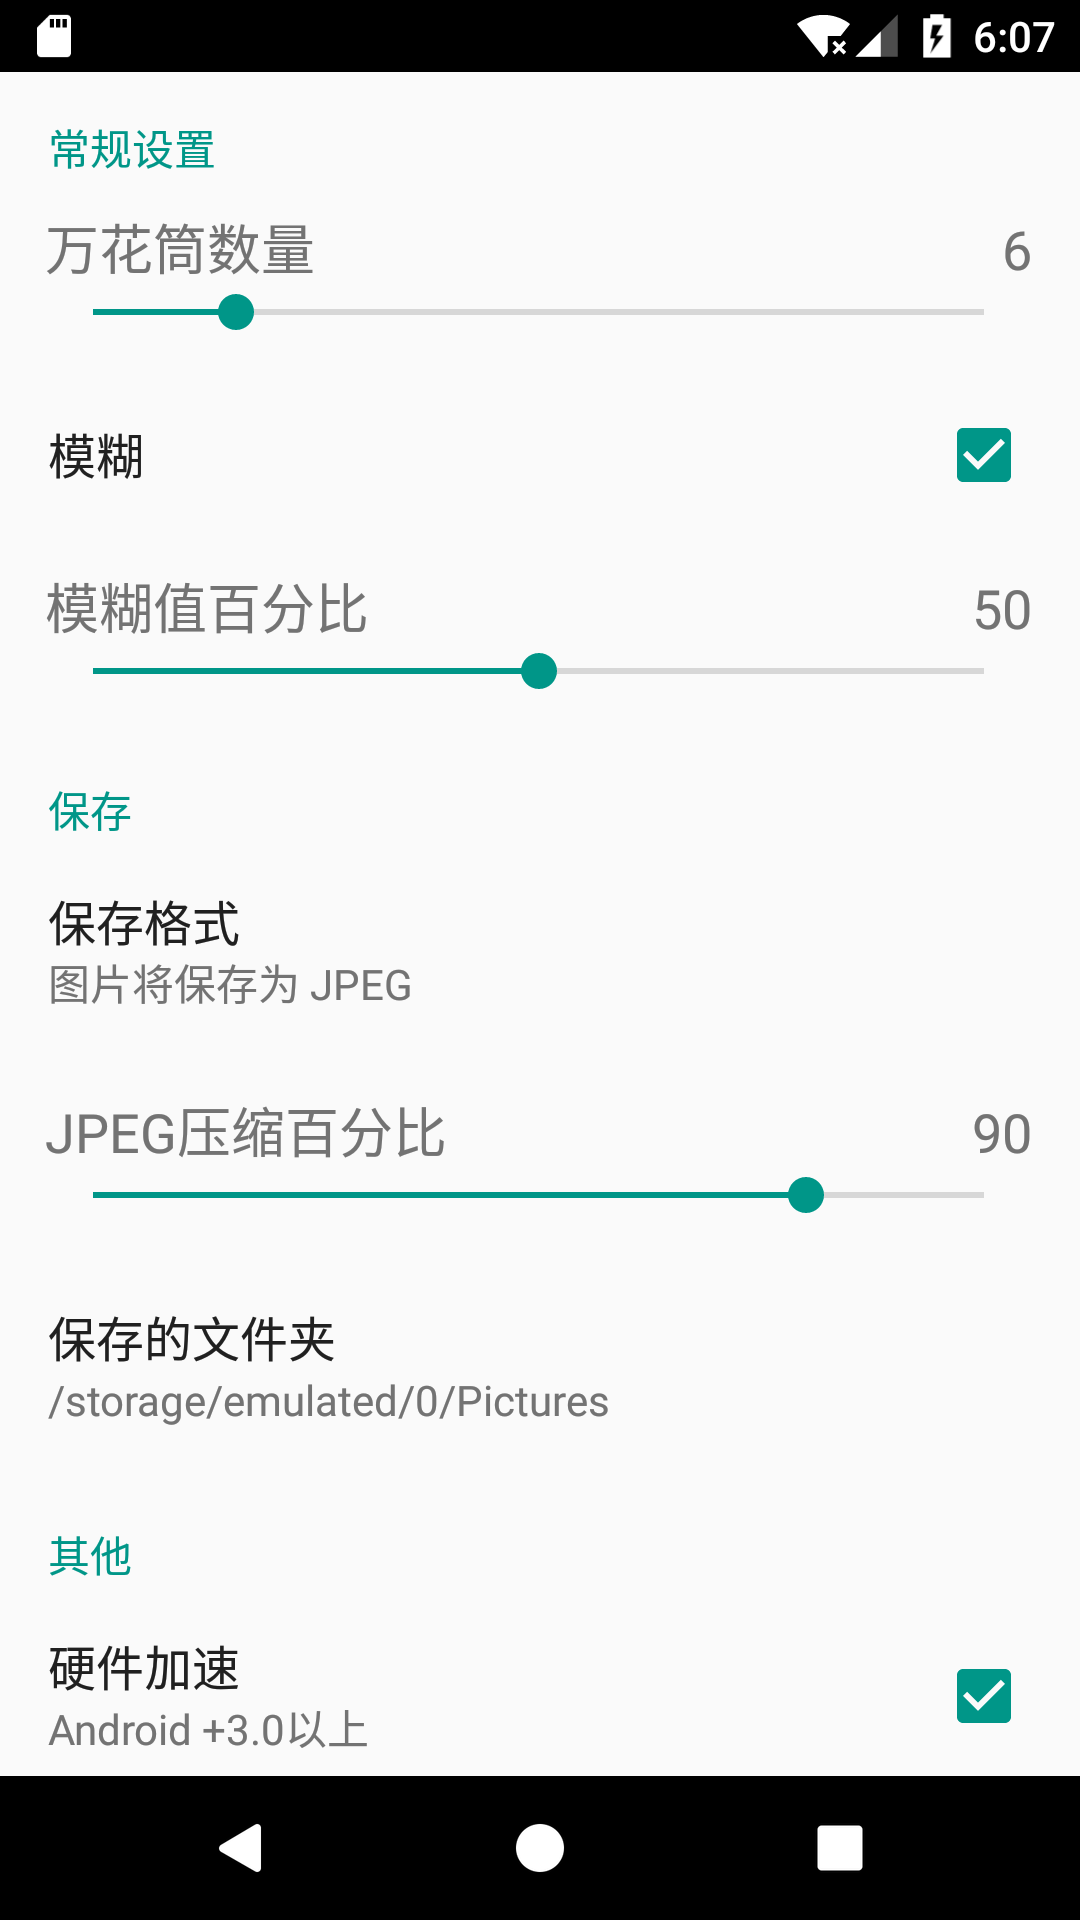 6:07
常规设置
万花筒数量 6
模糊
模糊值百分比 50
保存
保存格式
图片将保存为 JPEG
JPEG压缩百分比 90
保存的文件夹
/storage/emulated/0/Pictures
其他
硬件加速
Android +3.0以上